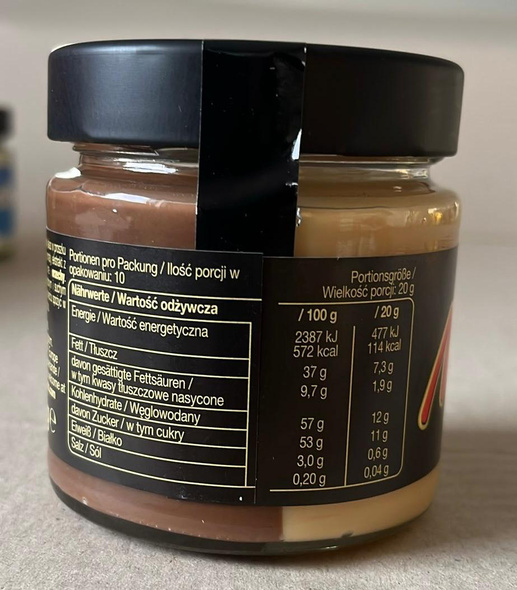 Portionen pro Packung / Ilość porcji w
opakowaniu: 10
Portionsgröße /
Wielkość porcji: 20 g
Nährwerte / Wartość odżywcza / 100 g / 20 g
Energie / Wartość energetyczna 2387 kJ 477 kJ
572 kcal 114 kcal
Fett / Tłuszcz 37 g 7,3 g
davon gesättigte Fettsäuren / 9,7 g 1,9 g
w tym kwasy tłuszczowe nasycone
Kohlenhydrate / Węglowodany 57 g 12 g
davon Zucker / w tym cukry 53 g 11 g
Eiweiß / Białko 3,0 g 0,6 g
Salz / Sól 0,20 g 0,04 g